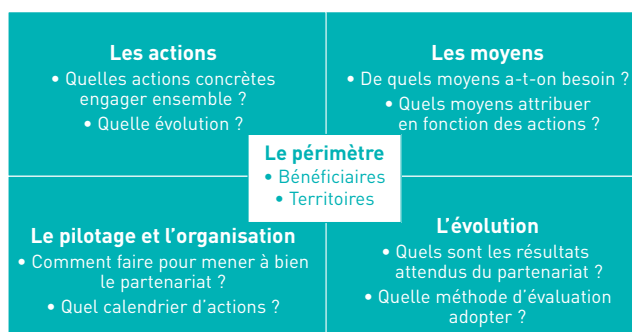 Les actions
• Quelles actions concrètes
engager ensemble ?
• Quelle évolution ?
Les moyens
• De quels moyens a-t-on besoin ?
• Quels moyens attribuer
en fonction des actions ?
Le périmètre
• Bénéficiaires
• Territoires
Le pilotage et l'organisation
• Comment faire pour mener à bien
le partenariat ?
• Quel calendrier d'actions ?
L'évolution
• Quels sont les résultats
attendus du partenariat ?
• Quelle méthode d'évaluation
adopter ?